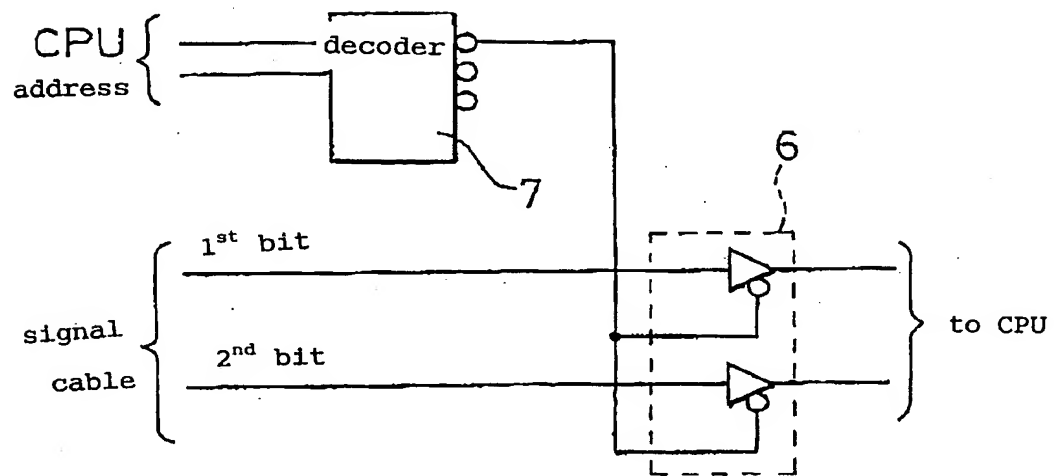 CPU
address
decoder
7
6
1st bit
signal
cable
2nd bit
to CPU